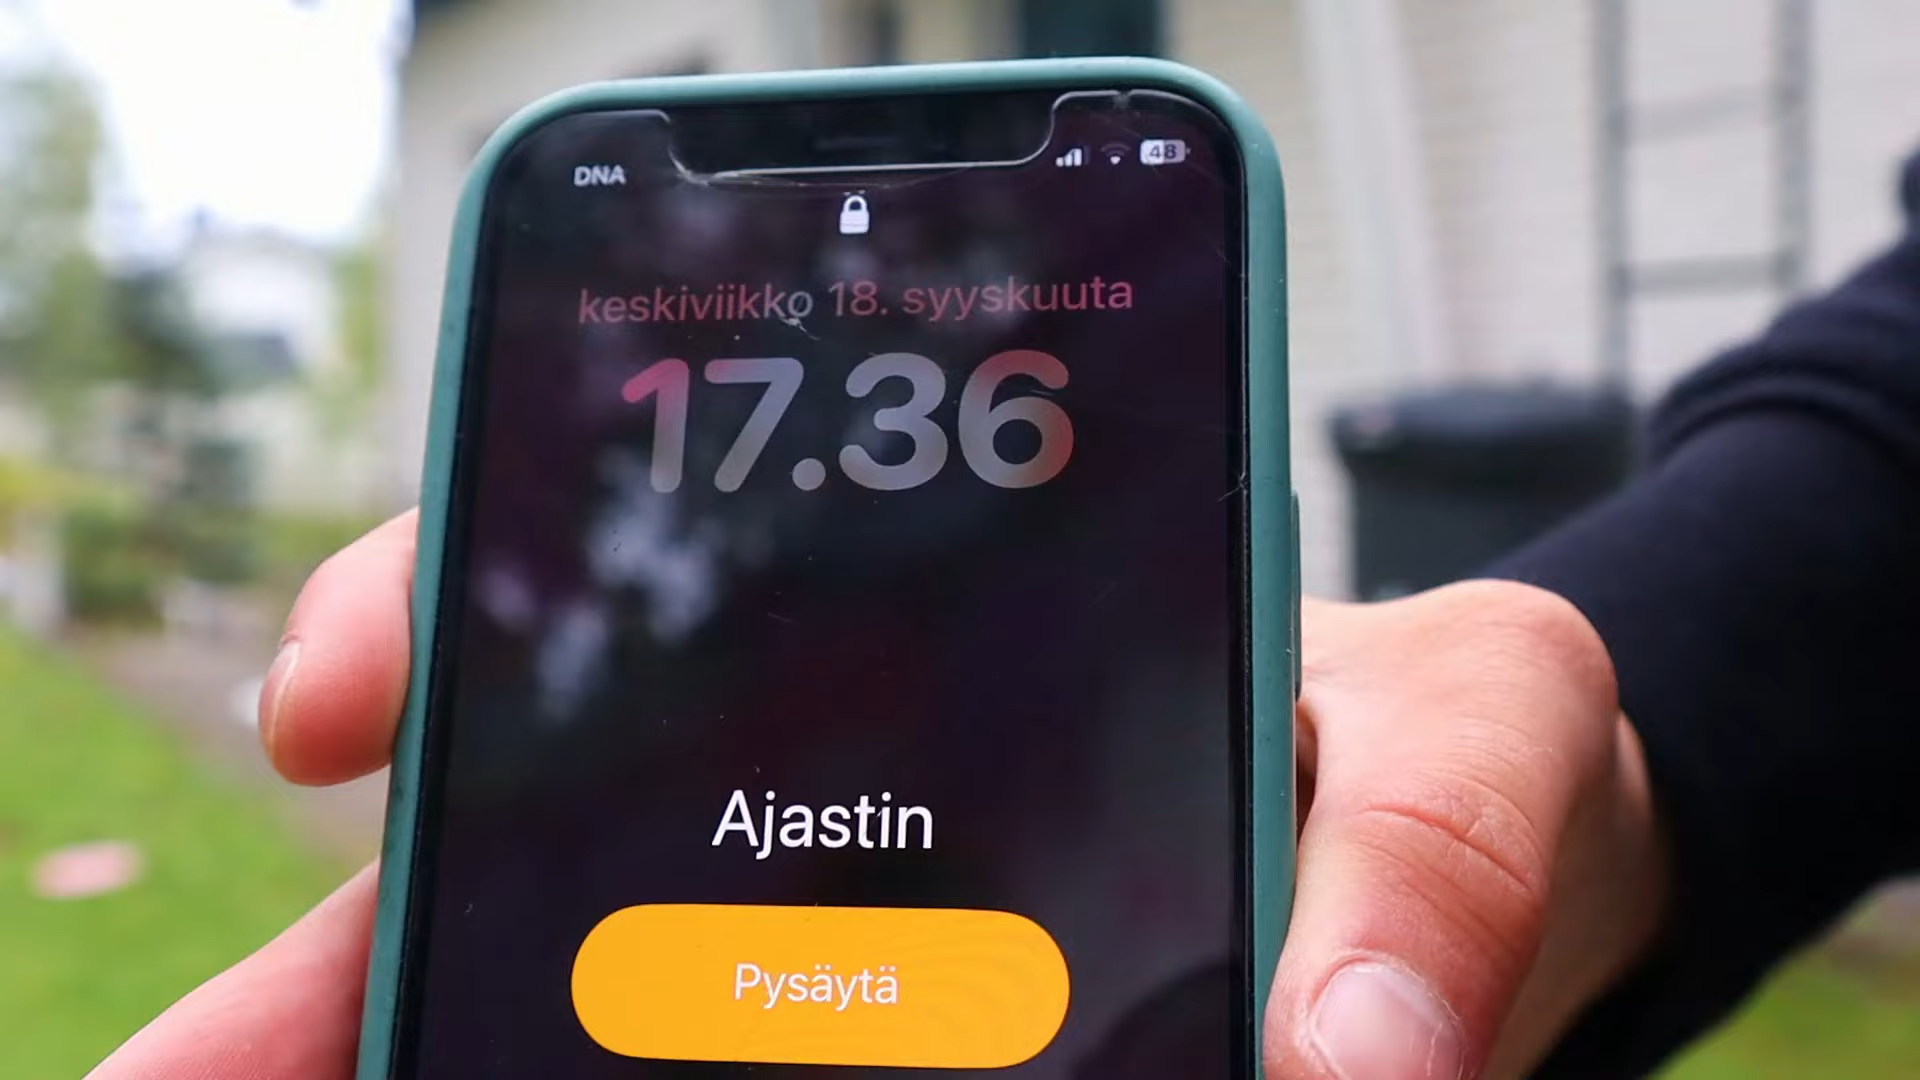 DNA 48
keskiviikko 18. syyskuuta
17.36
Ajastin
Pysäytä